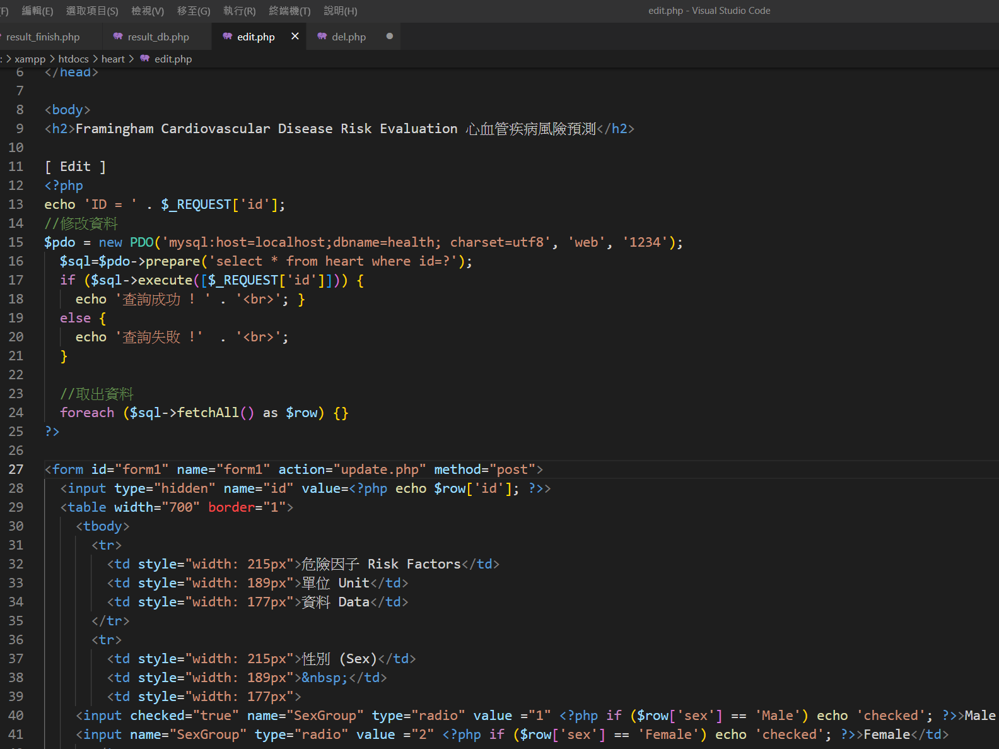 F) 編輯(E) 選取項目(S) 檢視(V) 移至(G) 執行(R) 終端機(T) 說明(H) edit.php - Visual Studio Code
result_finish.php result_db.php edit.php × del.php ●
: > xampp > htdocs > heart > edit.php
6 </head>
7
8 <body>
9 <h2>Framingham Cardiovascular Disease Risk Evaluation 心血管疾病風險預測</h2>
10
11 [ Edit ]
12 <?php
13 echo 'ID = ' . $_REQUEST['id'];
14 //修改資料
15 $pdo = new PDO('mysql:host=localhost;dbname=health; charset=utf8', 'web', '1234');
16 $sql=$pdo->prepare('select * from heart where id=?');
17 if ($sql->execute([$_REQUEST['id']])) {
18 echo '查詢成功 ! ' . '<br>'; }
19 else {
20 echo '查詢失敗 !'  . '<br>';
21 }
22
23 //取出資料
24 foreach ($sql->fetchAll() as $row) {}
25 ?>
26
27 <form id="form1" name="form1" action="update.php" method="post">
28 <input type="hidden" name="id" value=<?php echo $row['id']; ?>>
29 <table width="700" border="1">
30 <tbody>
31 <tr>
32 <td style="width: 215px">危險因子 Risk Factors</td>
33 <td style="width: 189px">單位 Unit</td>
34 <td style="width: 177px">資料 Data</td>
35 </tr>
36 <tr>
37 <td style="width: 215px">性別 (Sex)</td>
38 <td style="width: 189px">&nbsp;</td>
39 <td style="width: 177px">
40 <input checked="true" name="SexGroup" type="radio" value ="1" <?php if ($row['sex'] == 'Male') echo 'checked'; ?>>Male
41 <input name="SexGroup" type="radio" value ="2" <?php if ($row['sex'] == 'Female') echo 'checked'; ?>>Female</td>